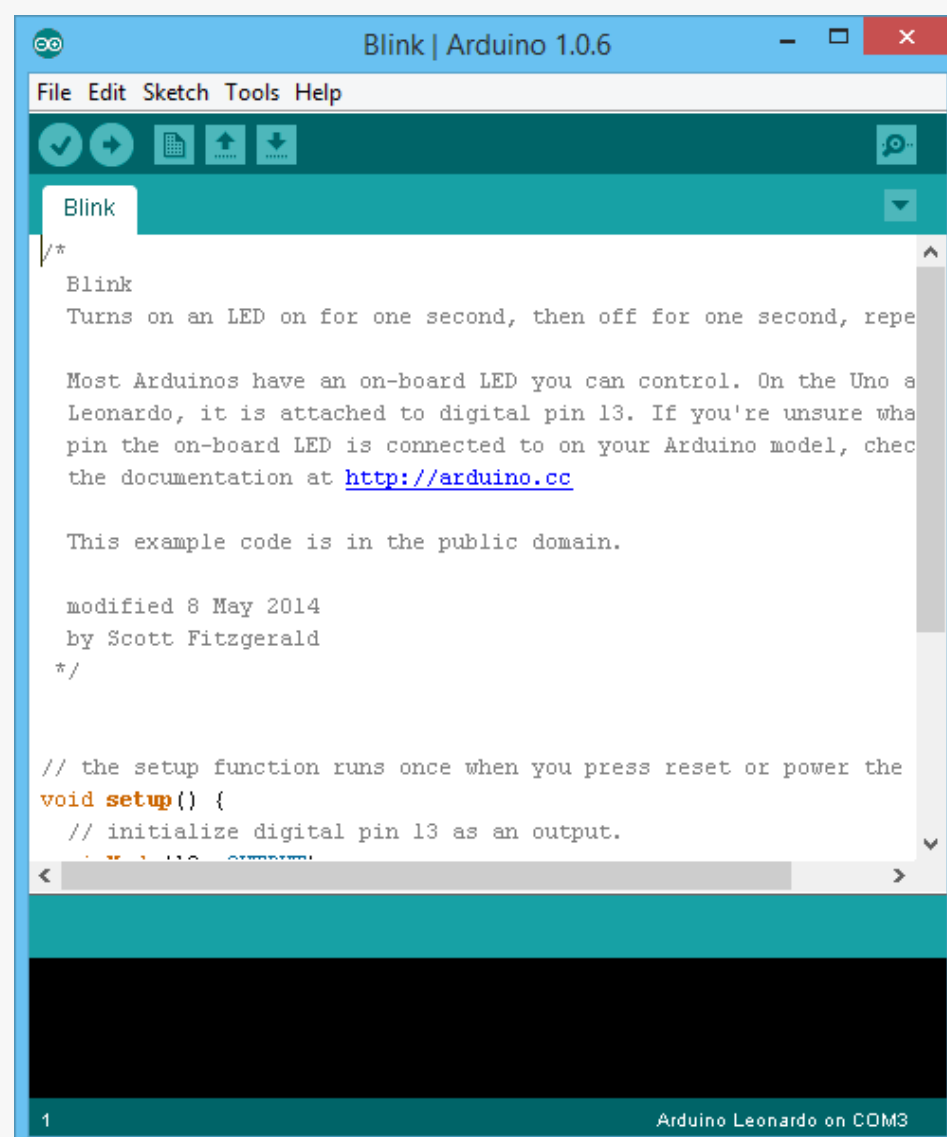 Blink | Arduino 1.0.6
File Edit Sketch Tools Help
Blink
/*
Blink
Turns on an LED on for one second, then off for one second, repe
Most Arduinos have an on-board LED you can control. On the Uno a
Leonardo, it is attached to digital pin 13. If you're unsure wha
pin the on-board LED is connected to on your Arduino model, chec
the documentation at http://arduino.cc
This example code is in the public domain.
modified 8 May 2014
by Scott Fitzgerald
*/
// the setup function runs once when you press reset or power the
void setup() {
// initialize digital pin 13 as an output.
1
Arduino Leonardo on COM3